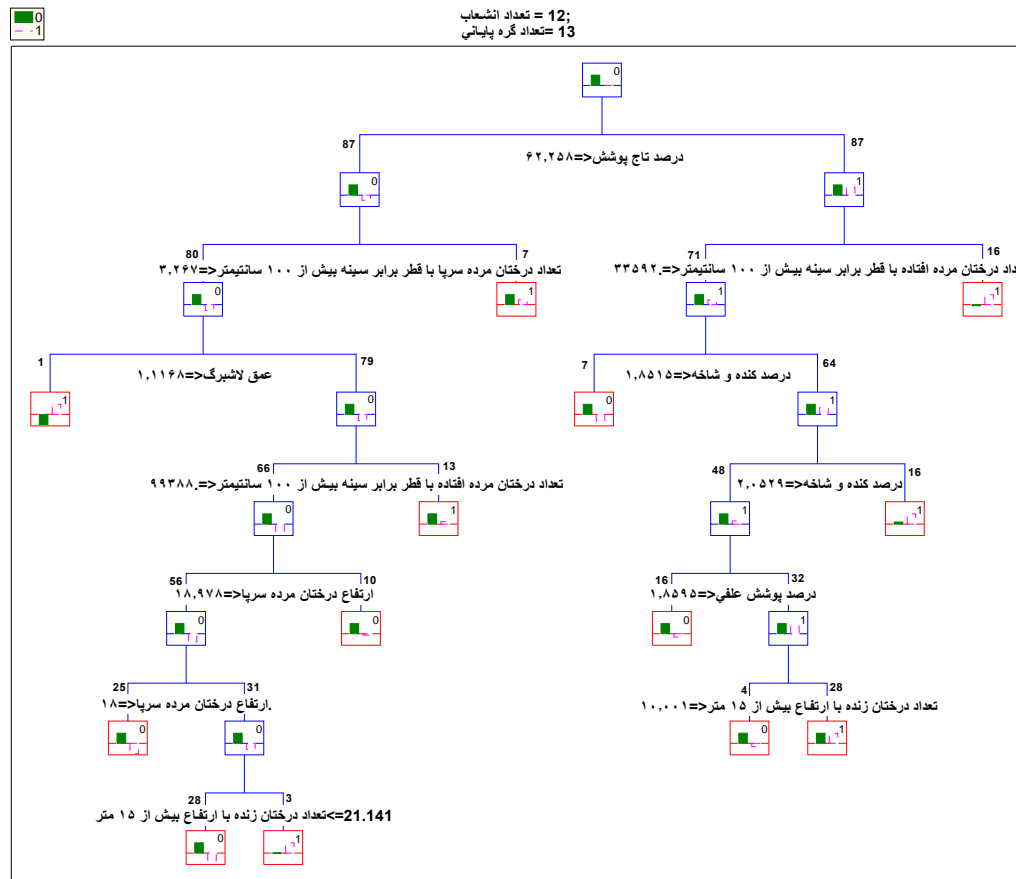 0
1
تعداد انشعاب = 12;
تعداد گره پاياني= 13
0
87 87
درصد تاج پوشش<=۶۲,۲۵۸
0 1
80 7 71 16
تعداد درختان مرده سرپا با قطر برابر سینه بیش از ۱۰۰ سانتیمتر<=۳,۲۶۷
داد درختان مرده افتاده با قطر برابر سینه بیش از ۱۰۰ سانتیمتر<=.۳۳۵۹۲
0 1 1 1
1 79 7 64
عمق لاشبرگ<=۱,۱۱۶۸
درصد کنده و شاخه<=۱,۸۵۱۵
1 0 0 1
66 13 48 16
تعداد درختان مرده افتاده با قطر برابر سینه بیش از ۱۰۰ سانتیمتر<=.۹۹۳۸۸
درصد کنده و شاخه<=۲,۰۵۲۹
0 1 1 1
56 10 16 32
ارتفاع درختان مرده سرپا<=۱۸,۹۷۸
درصد پوشش علفي<=۱,۸۵۹۵
0 0 0 1
25 31 4 28
ارتفاع درختان مرده سرپا<=۱۸.
تعداد درختان زنده با ارتفاع بیش از ۱۵ متر<=۱۰,۰۰۱
0 0 0 1
28 3
تعداد درختان زنده با ارتفاع بیش از ۱۵ متر<=21.141
0 1